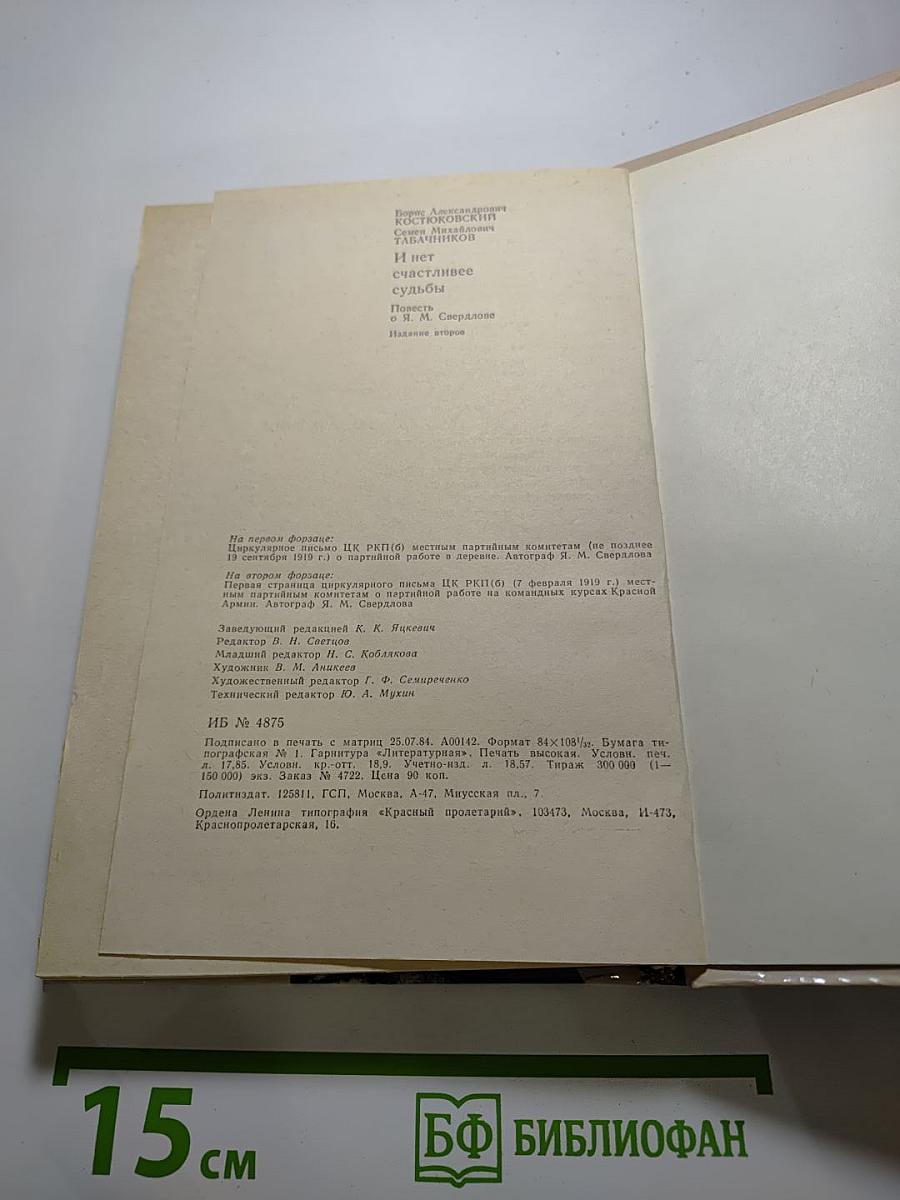 Борис Александрович
КОСТЮКОВСКИЙ
Семен Михайлович
ТАБАЧНИКОВ
И нет
счастливее
судьбы
Повесть
о Я. М. Свердлове
Издание второе
На первом форзаце:
Циркулярное письмо ЦК РКП(б) местным партийным комитетам (не позднее
19 сентября 1919 г.) о партийной работе в деревне. Автограф Я. М. Свердлова
На втором форзаце:
Первая страница циркулярного письма ЦК РКП(б) (7 февраля 1919 г.) мест-
ным партийным комитетам о партийной работе на командных курсах Красной
Армии. Автограф Я. М. Свердлова
Заведующий редакцией К. К. Яцкевич
Редактор В. Н. Светцов
Младший редактор Н. С. Коблякова
Художник В. М. Аникеев
Художественный редактор Г. Ф. Семиреченко
Технический редактор Ю. А. Мухин
ИБ № 4875
Подписано в печать с матриц 25.07.84. А00142. Формат 84×108¹/₃₂. Бумага ти-
пографская № 1. Гарнитура «Литературная». Печать высокая. Условн. печ.
л. 17,85. Условн. кр.-отт. 18,9. Учетно-изд. л. 18,57. Тираж 300 000 (1—
150 000) экз. Заказ № 4722. Цена 90 коп.
Политиздат. 125811, ГСП, Москва, А-47, Миусская пл., 7.
Ордена Ленина типография «Красный пролетарий». 103473, Москва, И-473,
Краснопролетарская, 16.
15 см
БФ БИБЛИОФАН